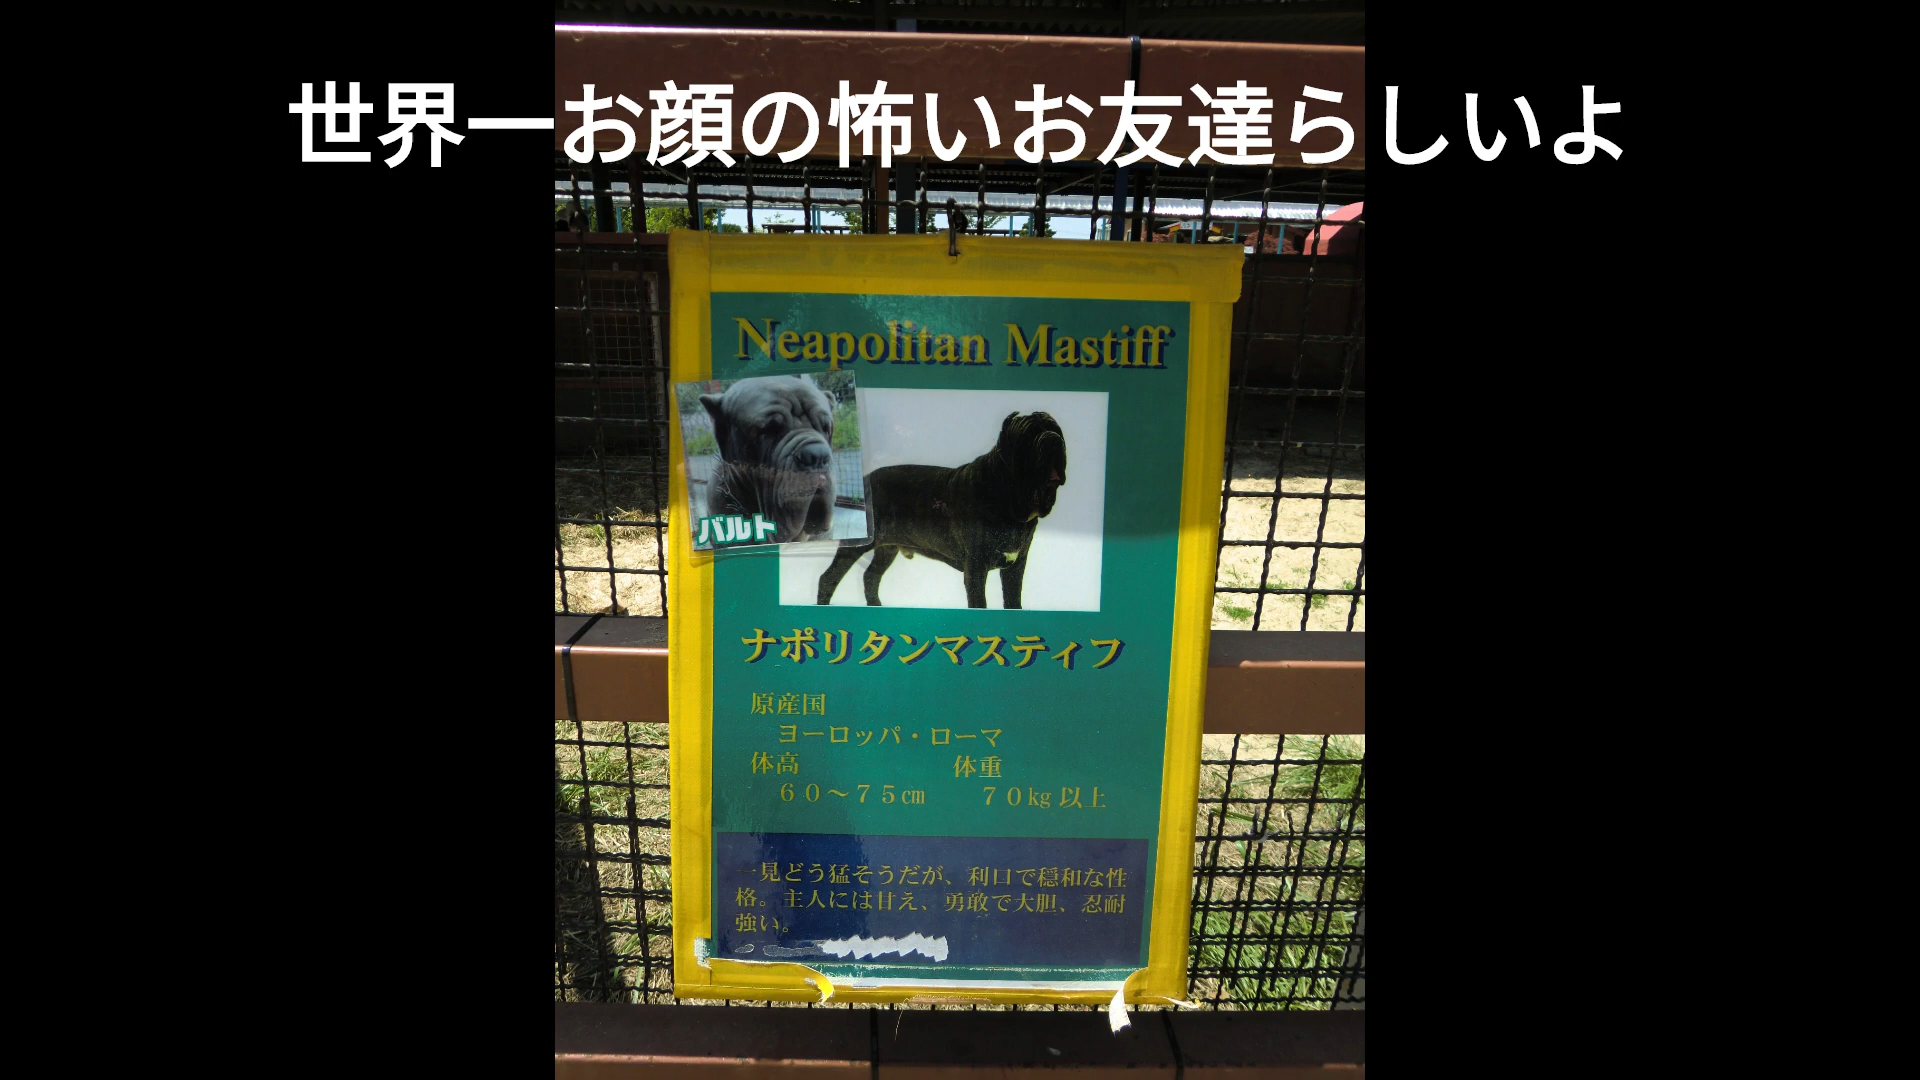 世界一お顔の怖いお友達らしいよ
Neapolitan Mastiff
バルト
ナポリタンマスティフ
原産国
ヨーロッパ・ローマ
体高 体重
60～75㎝ 70㎏以上
一見どう猛そうだが、利口で穏和な性
格。主人には甘え、勇敢で大胆、忍耐
強い。